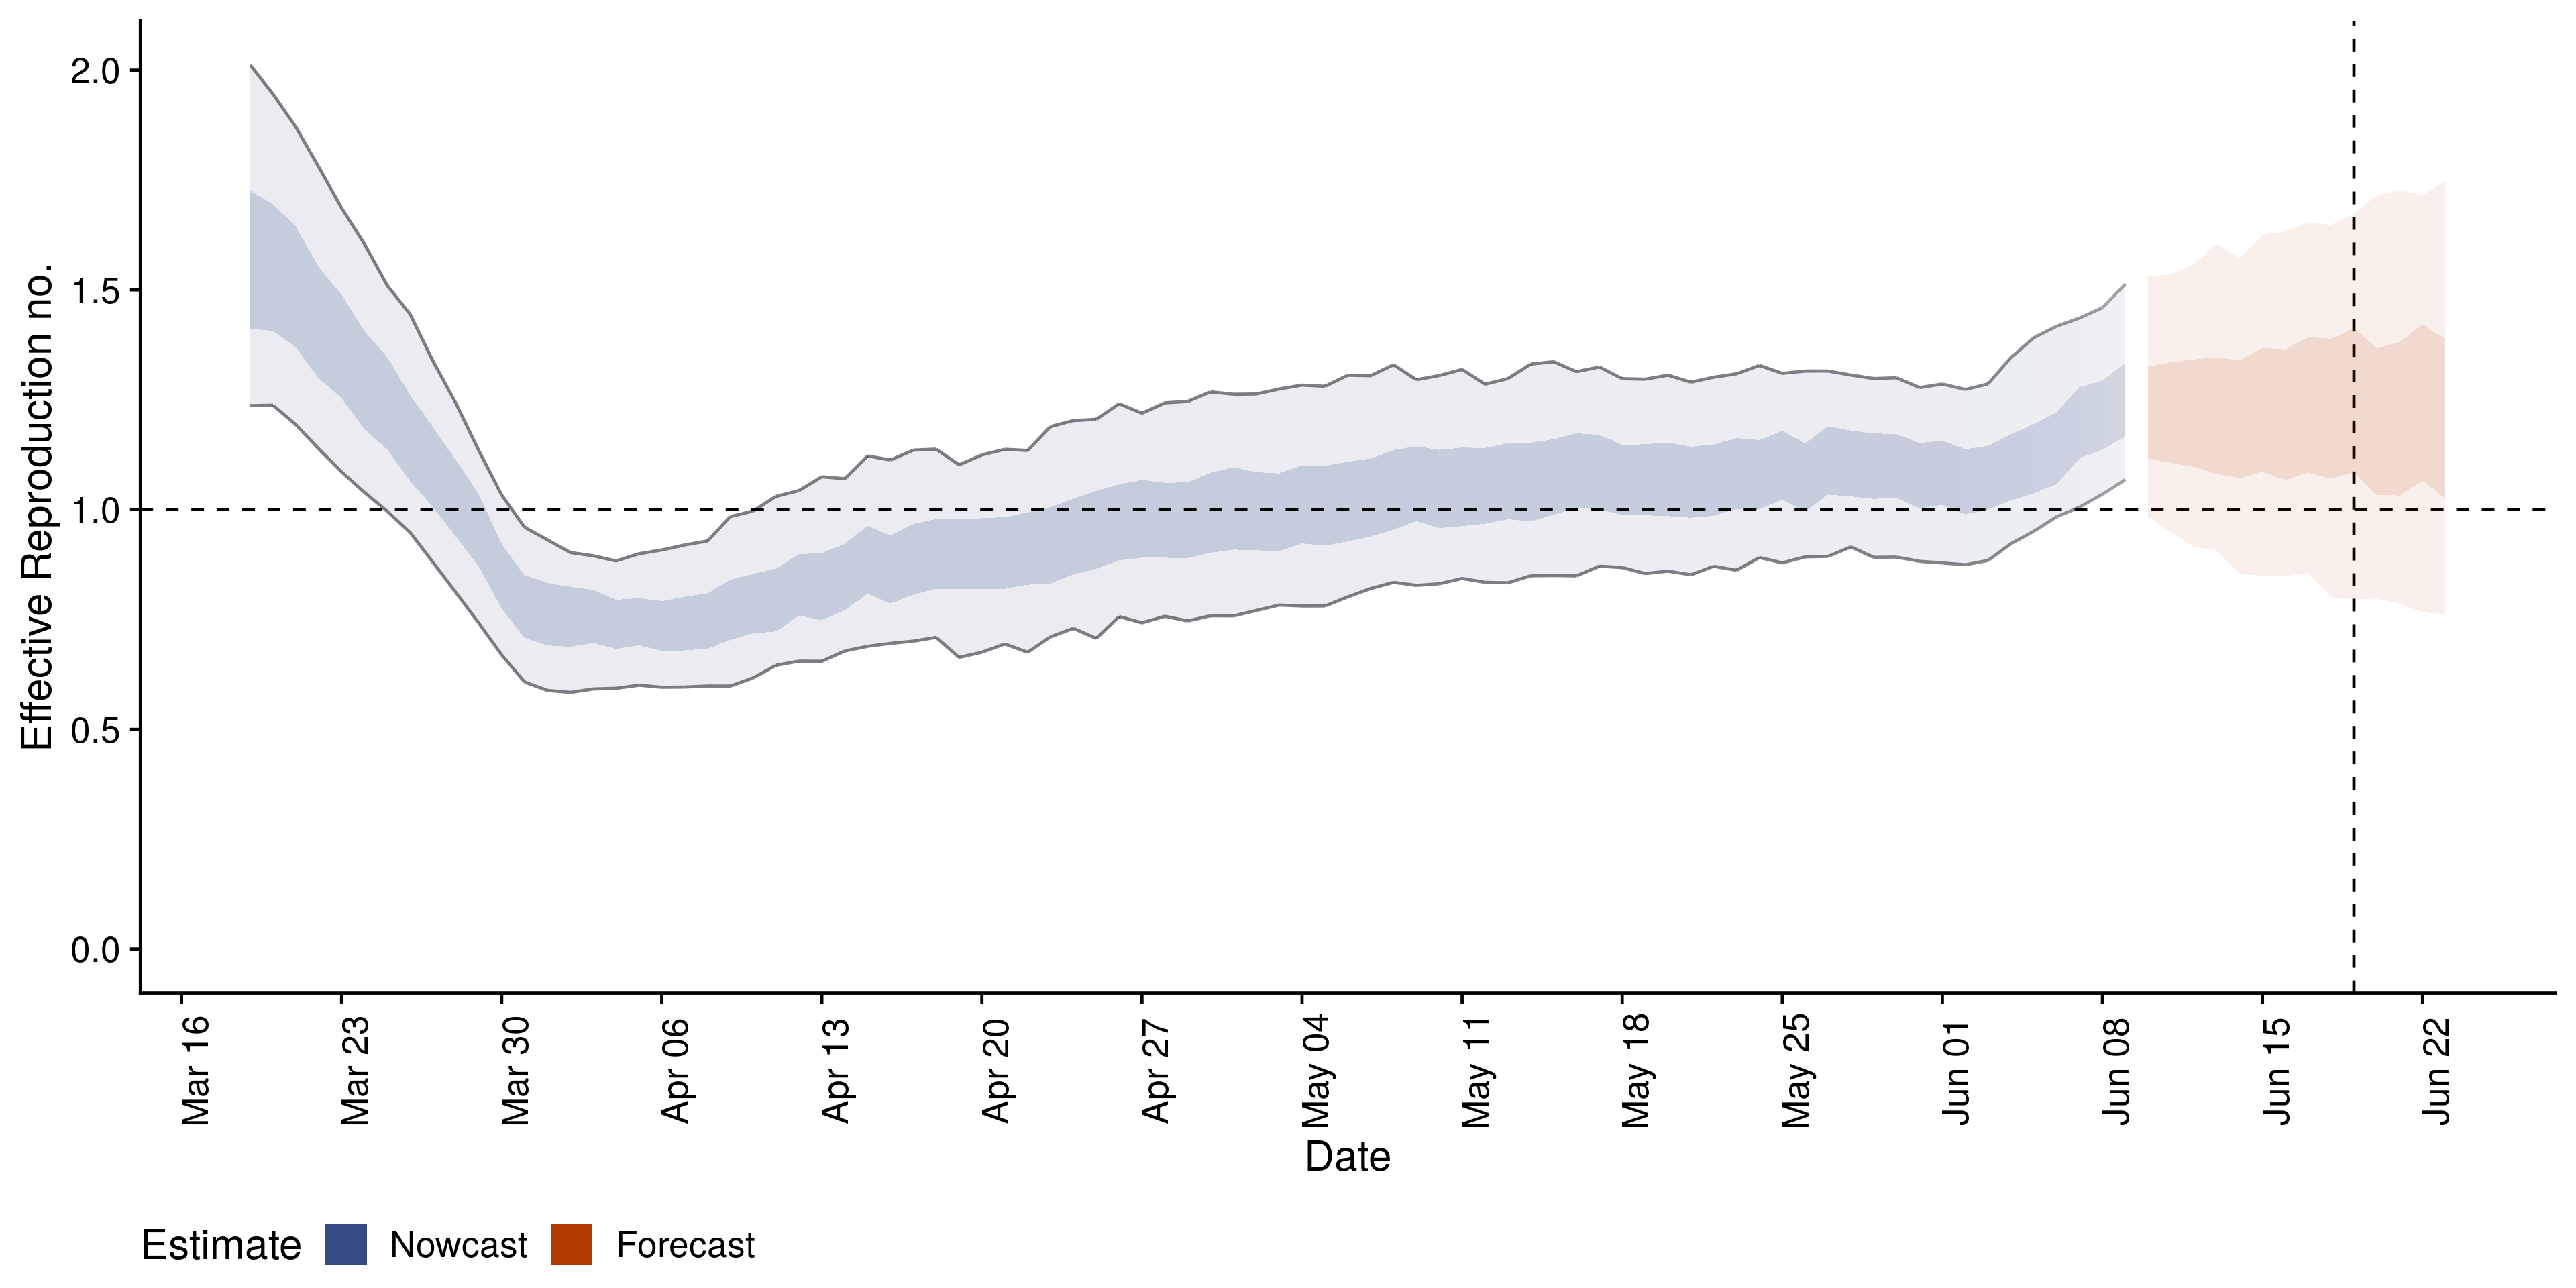 Effective Reproduction no.
2.0
1.5
1.0
0.5
0.0
Mar 16
Mar 23
Mar 30
Apr 06
Apr 13
Apr 20
Apr 27
May 04
May 11
May 18
May 25
Jun 01
Jun 08
Jun 15
Jun 22
Date
Estimate Nowcast Forecast